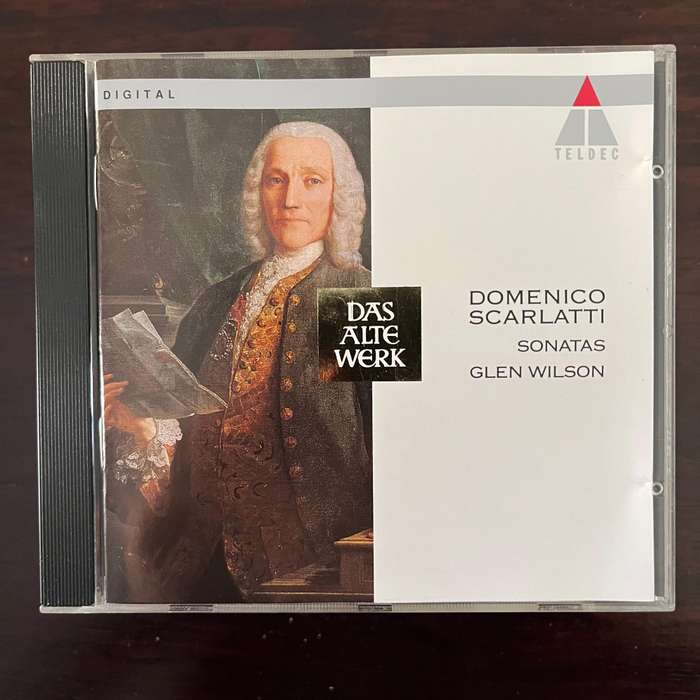 DIGITAL
TELDEC
DAS
ALTE
WERK
DOMENICO
SCARLATTI
SONATAS
GLEN WILSON